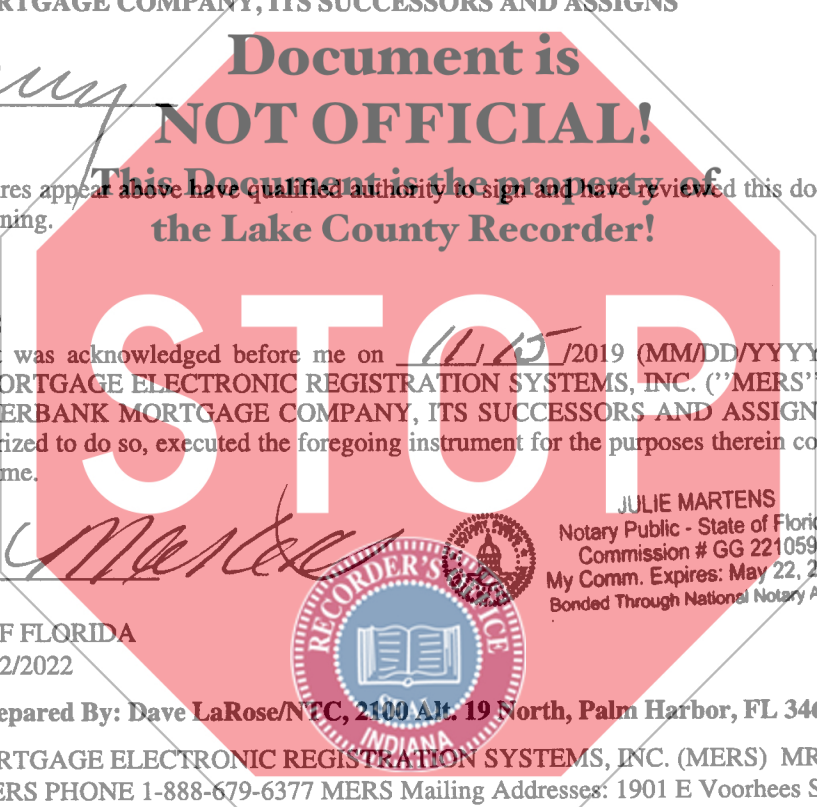 RTGAGE COMPANY, ITS SUCCESSORS AND ASSIGNS
Document is
NOT OFFICIAL!
This Document is the property of
the Lake County Recorder!
res appear above have qualified authority to sign and have reviewed this do
ning.
STOP
t was acknowledged before me on 11/15/2019 (MM/DD/YYYY
ORTGAGE ELECTRONIC REGISTRATION SYSTEMS, INC. (''MERS''
ERBANK MORTGAGE COMPANY, ITS SUCCESSORS AND ASSIGN
rized to do so, executed the foregoing instrument for the purposes therein co
me.
JULIE MARTENS
Notary Public - State of Florid
Commission # GG 221059
My Comm. Expires: May 22, 2
Bonded Through National Notary A
RECORDER'S OFFICE
INDIANA
F FLORIDA
2/2022
epared By: Dave LaRose/NTC, 2100 Alt. 19 North, Palm Harbor, FL 346
RTGAGE ELECTRONIC REGISTRATION SYSTEMS, INC. (MERS) MR
ERS PHONE 1-888-679-6377 MERS Mailing Addresses: 1901 E Voorhees S